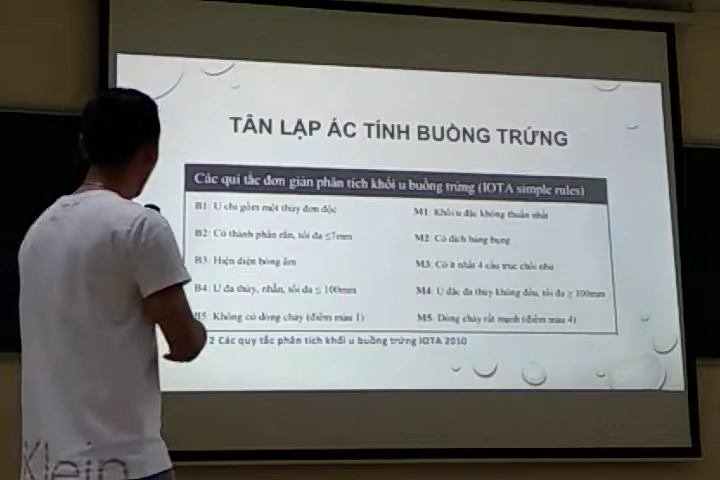 TÂN LẬP ÁC TÍNH BUỒNG TRỨNG
Các qui tắc đơn giản phân tích khối u buồng trứng (IOTA simple rules)
B1: U chỉ gồm một thùy đơn độc
B2: Có thành phần rắn, tối đa ≤7mm
B3: Hiện diện bóng âm
B4: U đa thùy, nhẵn, tối đa ≤ 100mm
B5: Không có dòng chảy (điểm màu 1)
M1: Khối u đặc không thuần nhất
M2: Có dịch báng bụng
M3: Có ít nhất 4 cấu trúc chồi nhú
M4: U đặc đa thùy không đều, tối đa ≥ 100mm
M5: Dòng chảy rất mạnh (điểm màu 4)
2 Các quy tắc phân tích khối u buồng trứng IOTA 2010
Klein